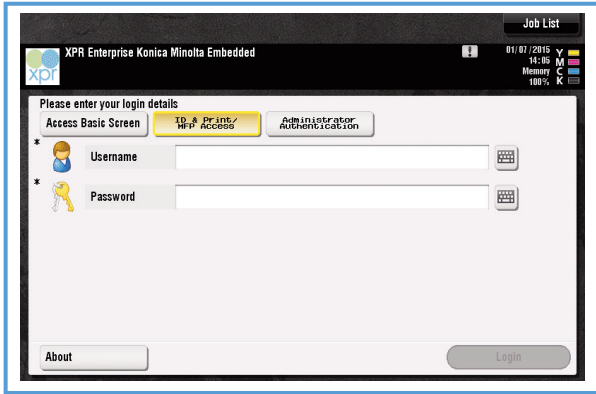 Job List
XPR Enterprise Konica Minolta Embedded
01/07/2015
14:05
Memory
100%
Y
M
C
K
xpr
Please enter your login details
Access Basic Screen
ID & Print/
MFP Access
Administrator
Authentication
* Username
* Password
About
Login